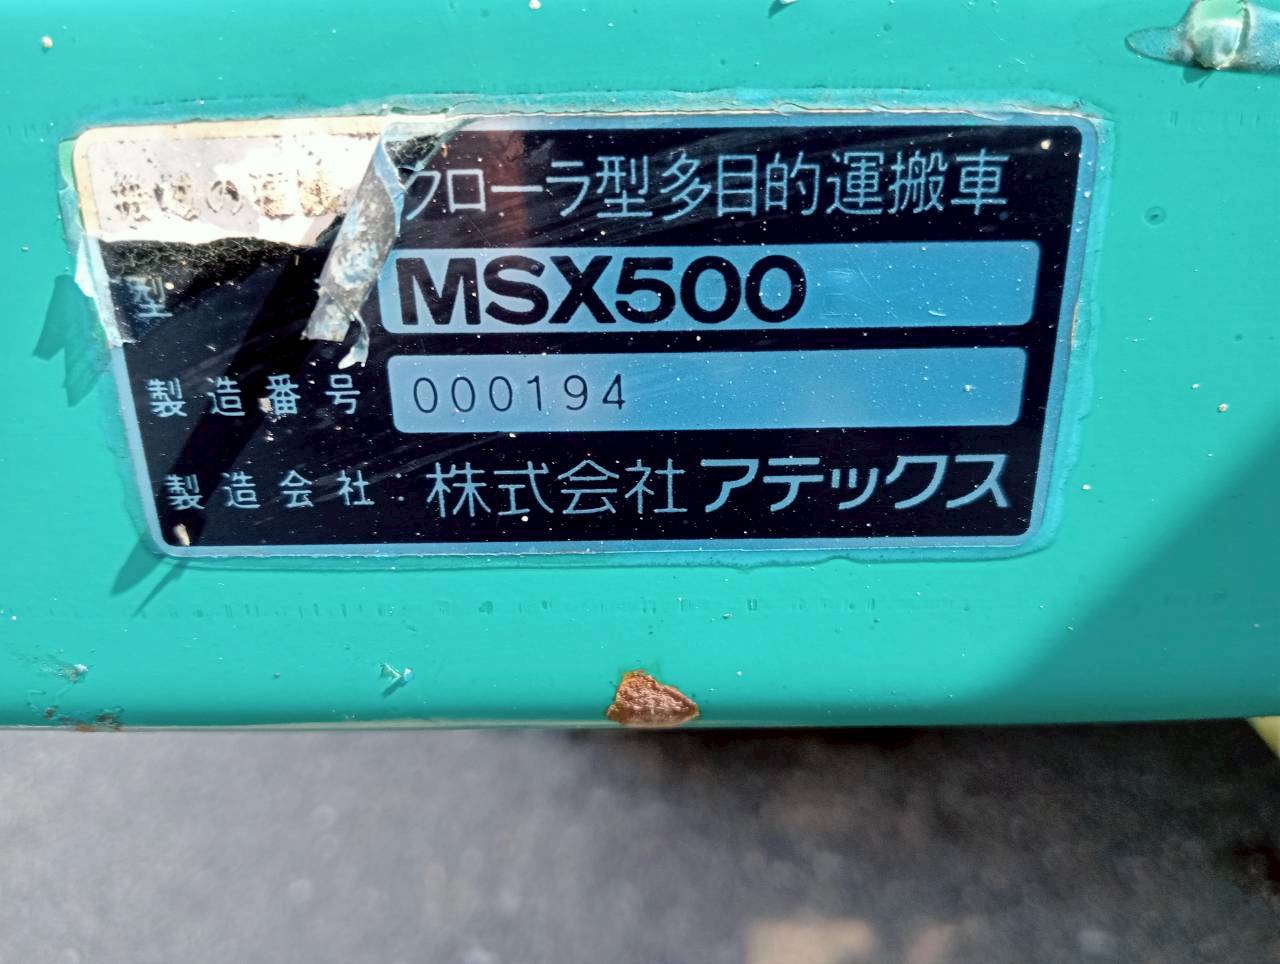 クローラ型多目的運搬車
型 MSX500
製造番号 000194
製造会社: 株式会社アテックス